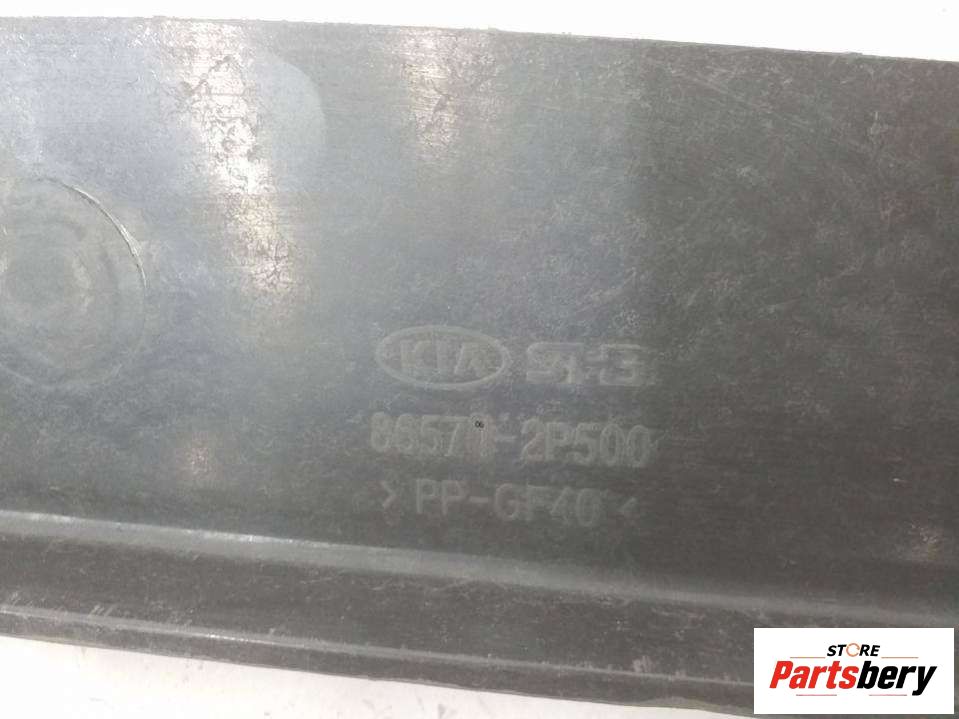 KIA
86570-2P500
> PP-GF40 <
STORE
Partsbery